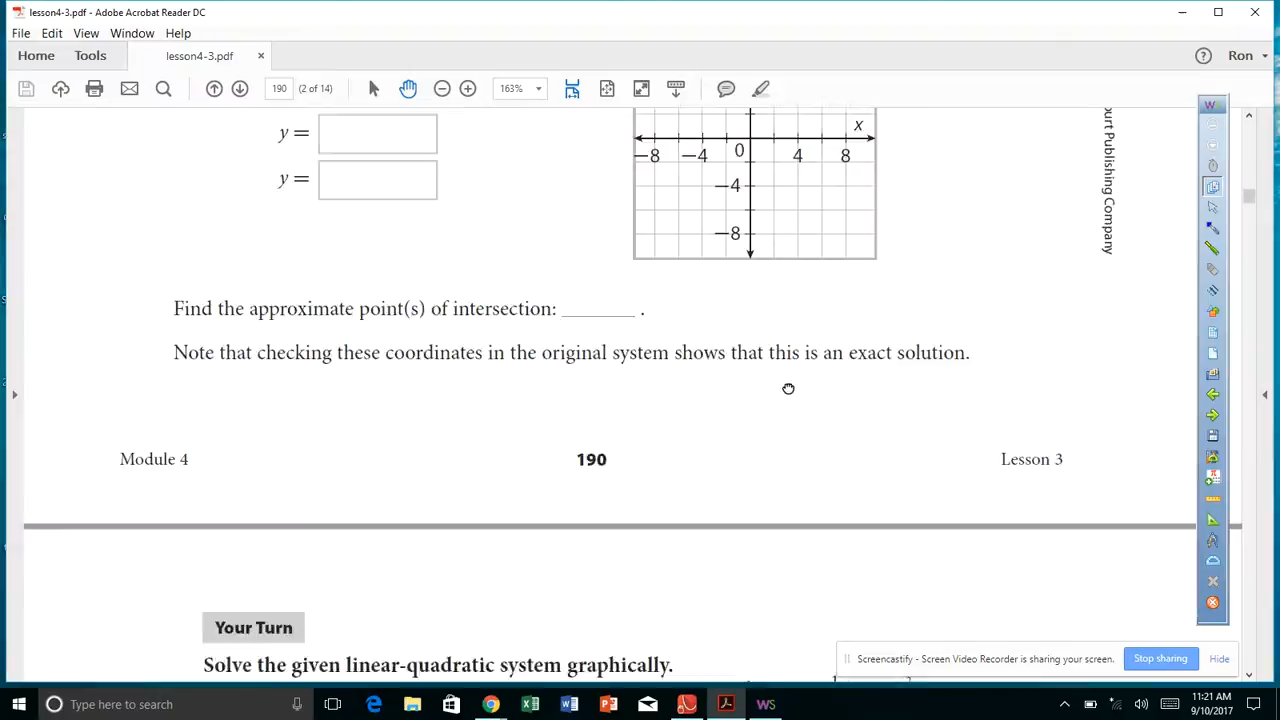 lesson4-3.pdf - Adobe Acrobat Reader DC
File Edit View Window Help
Home Tools lesson4-3.pdf × ? Ron
190 (2 of 14) 163%
y =
y =
x
−8 −4 0 4 8
−4
−8
ourt Publishing Company
Find the approximate point(s) of intersection: ________ .
Note that checking these coordinates in the original system shows that this is an exact solution.
Module 4 190 Lesson 3
Your Turn
Solve the given linear-quadratic system graphically.
Screencastify - Screen Video Recorder is sharing your screen. Stop sharing Hide
Type here to search
11:21 AM
9/10/2017